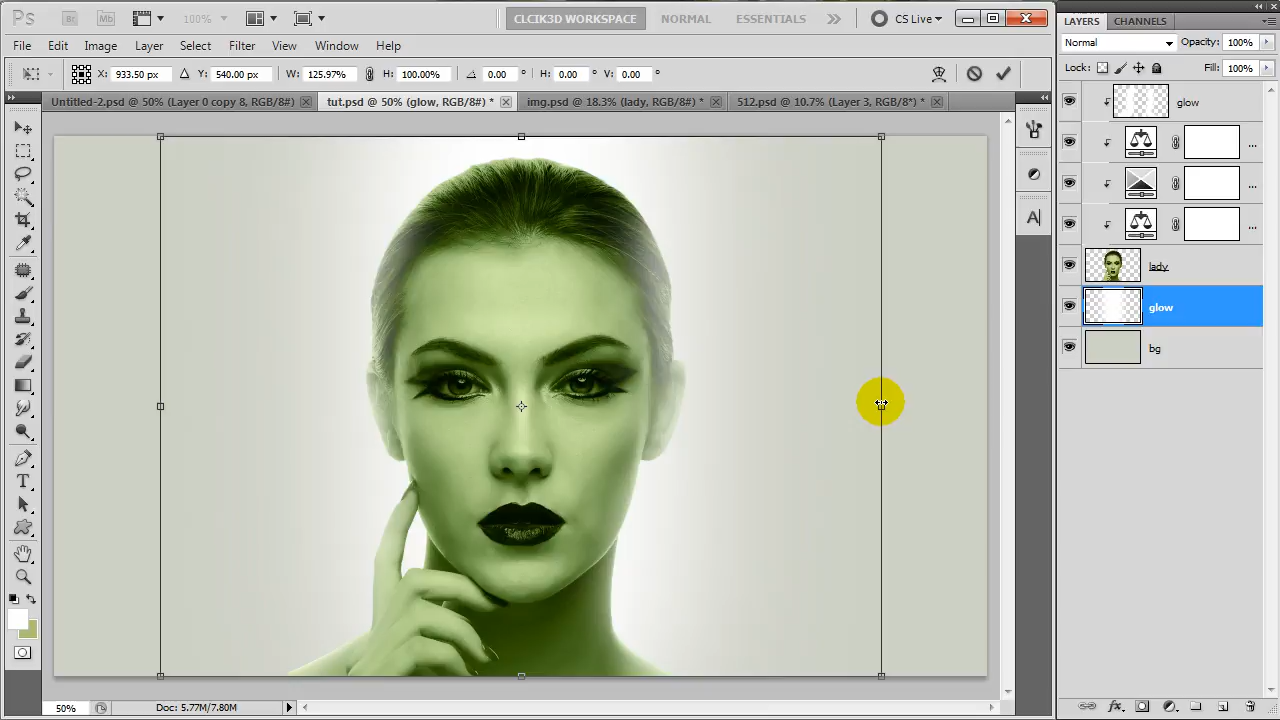 Ps Br Mb 100% CLCIK3D WORKSPACE NORMAL ESSENTIALS CS Live
File Edit Image Layer Select Filter View Window Help
X: 933.50 px Y: 540.00 px W: 125.97% H: 100.00% 0.00 ° H: 0.00 ° V: 0.00 °
Untitled-2.psd @ 50% (Layer 0 copy 8, RGB/8#) tut.psd @ 50% (glow, RGB/8#) * img.psd @ 18.3% (lady, RGB/8#) * 512.psd @ 10.7% (Layer 3, RGB/8*) *
T
A
50% Doc: 5.77M/7.80M
LAYERS CHANNELS
Normal Opacity: 100%
Lock: Fill: 100%
glow
...
...
...
lady
glow
bg
fx